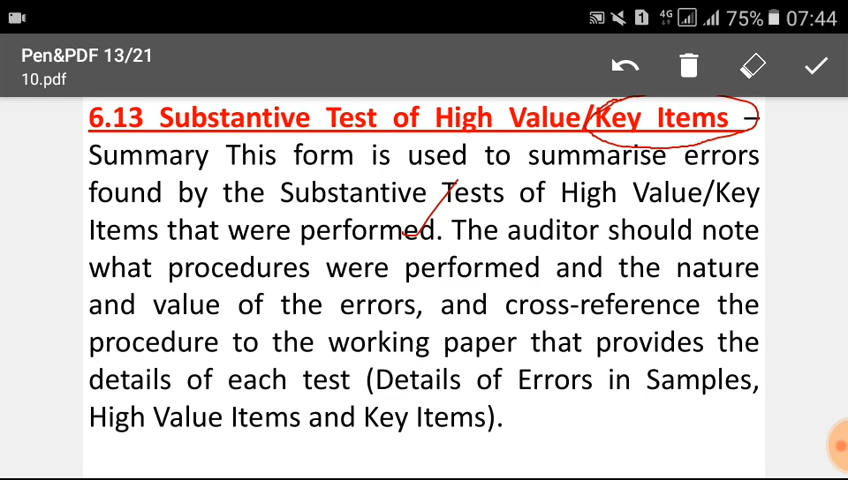 4G 1 75% 07:44
Pen&PDF 13/21
10.pdf
6.13 Substantive Test of High Value/Key Items –
Summary This form is used to summarise errors
found by the Substantive Tests of High Value/Key
Items that were performed. The auditor should note
what procedures were performed and the nature
and value of the errors, and cross-reference the
procedure to the working paper that provides the
details of each test (Details of Errors in Samples,
High Value Items and Key Items).